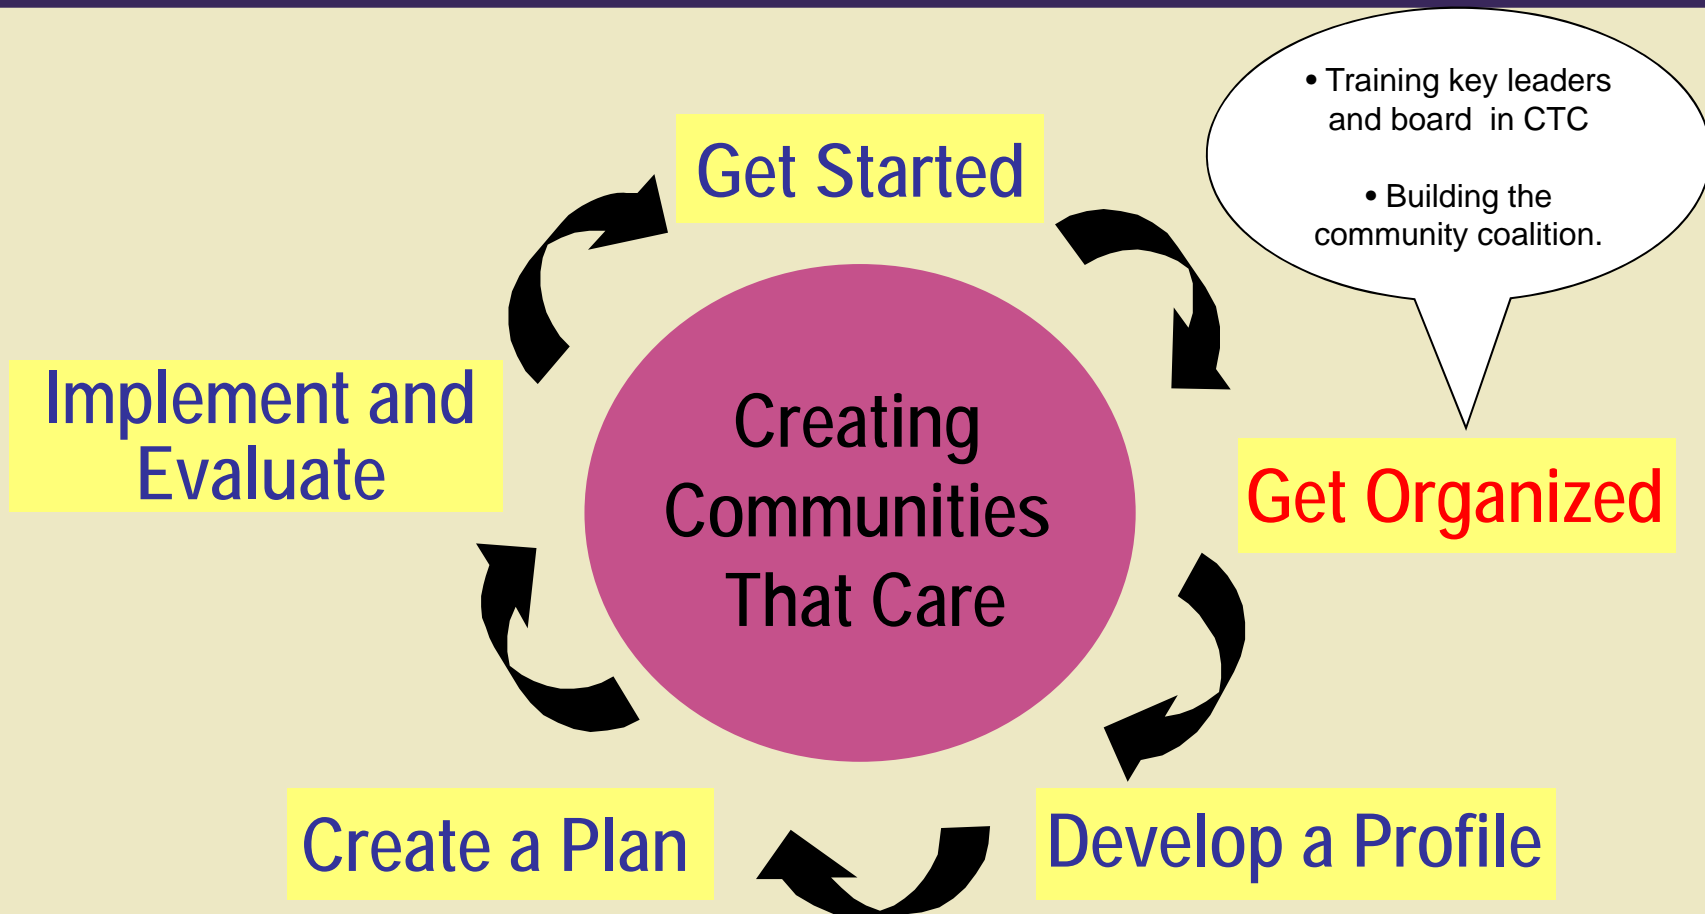 • Training key leaders
and board in CTC
• Building the
community coalition.
Get Started
Implement and
Evaluate
Creating
Communities
That Care
Get Organized
Create a Plan
Develop a Profile